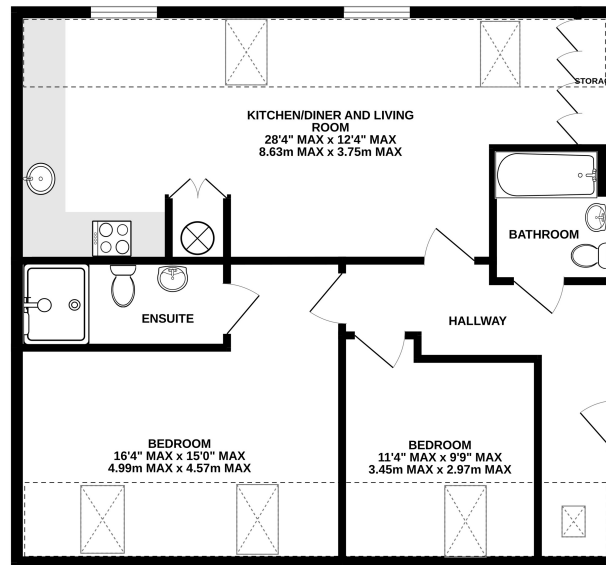 KITCHEN/DINER AND LIVING
ROOM
28'4" MAX x 12'4" MAX
8.63m MAX x 3.75m MAX
STORAG
BATHROOM
ENSUITE
HALLWAY
BEDROOM
16'4" MAX x 15'0" MAX
4.99m MAX x 4.57m MAX
BEDROOM
11'4" MAX x 9'9" MAX
3.45m MAX x 2.97m MAX